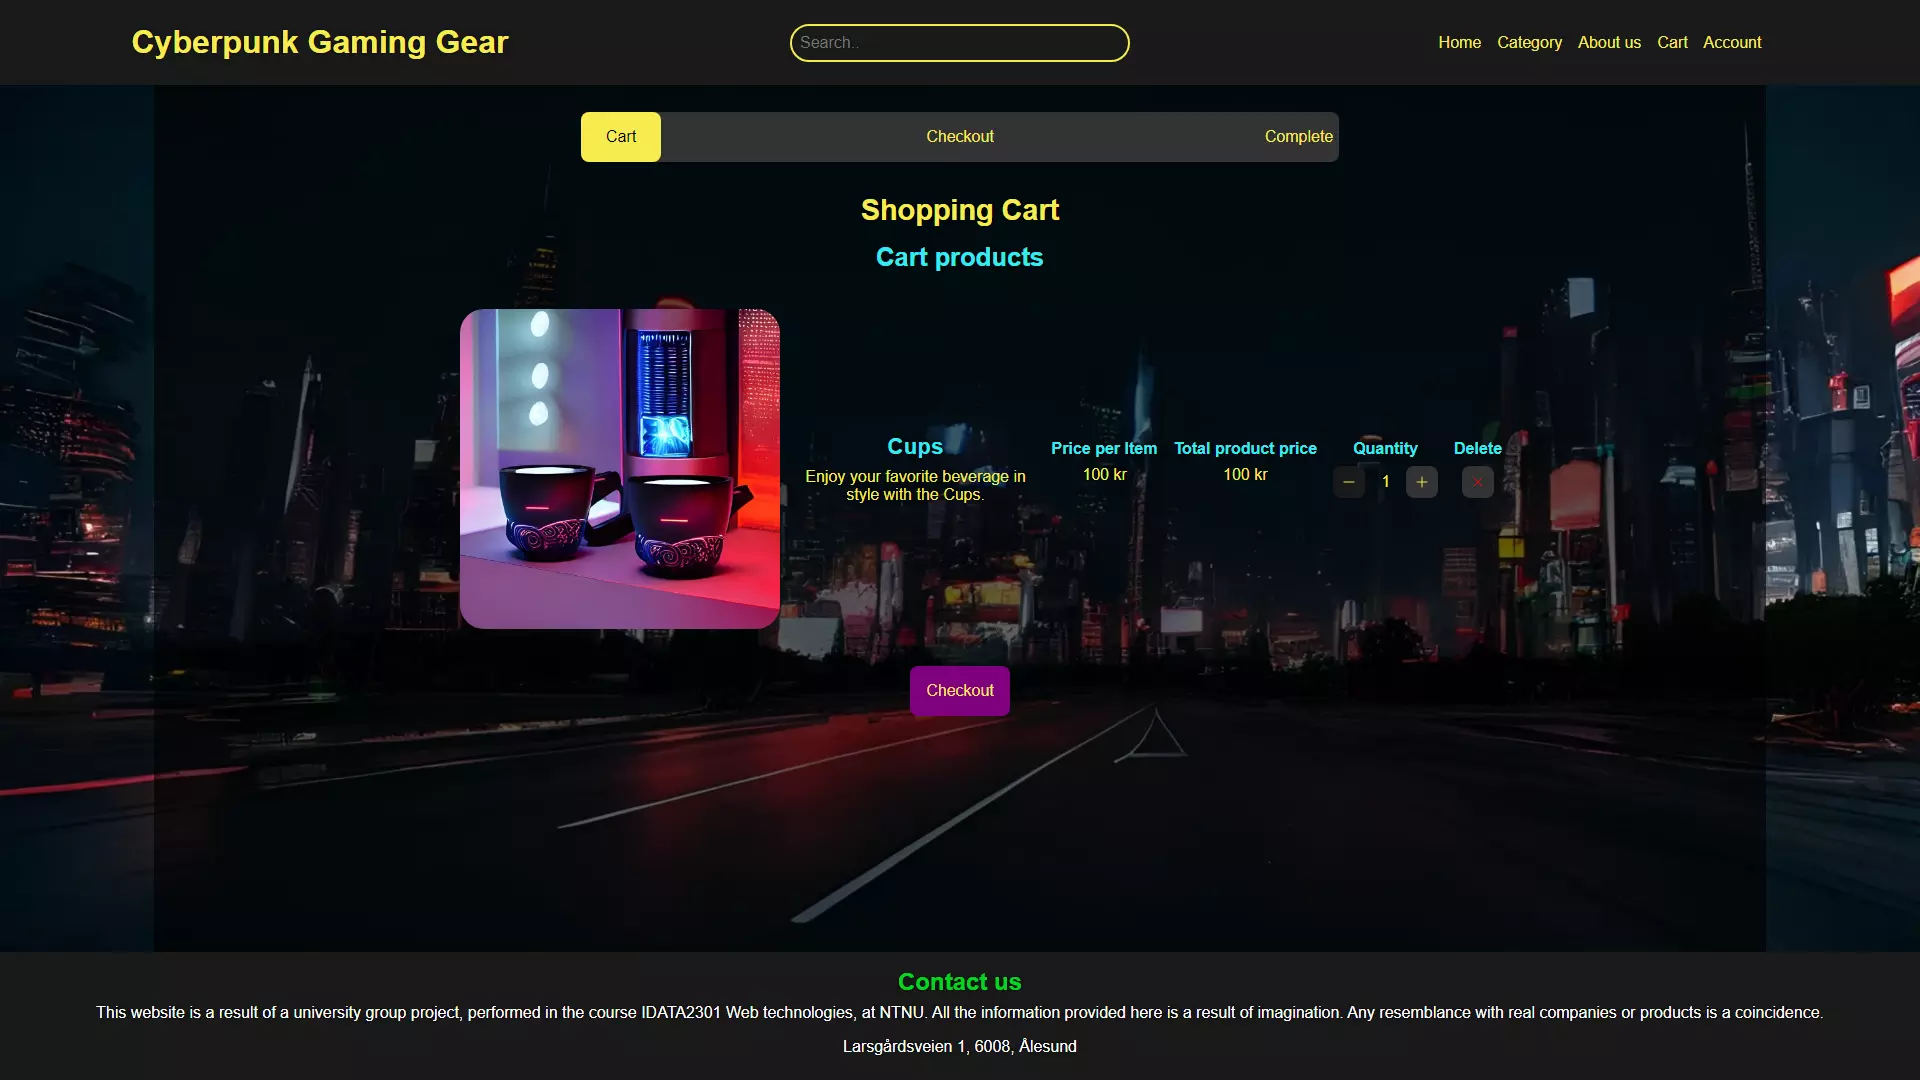 Cyberpunk Gaming Gear
Search..
Home Category About us Cart Account
Cart Checkout Complete
Shopping Cart
Cart products
Cups
Enjoy your favorite beverage in
style with the Cups.
Price per Item
100 kr
Total product price
100 kr
Quantity
− 1 +
Delete
×
Checkout
Contact us
This website is a result of a university group project, performed in the course IDATA2301 Web technologies, at NTNU. All the information provided here is a result of imagination. Any resemblance with real companies or products is a coincidence.
Larsgårdsveien 1, 6008, Ålesund